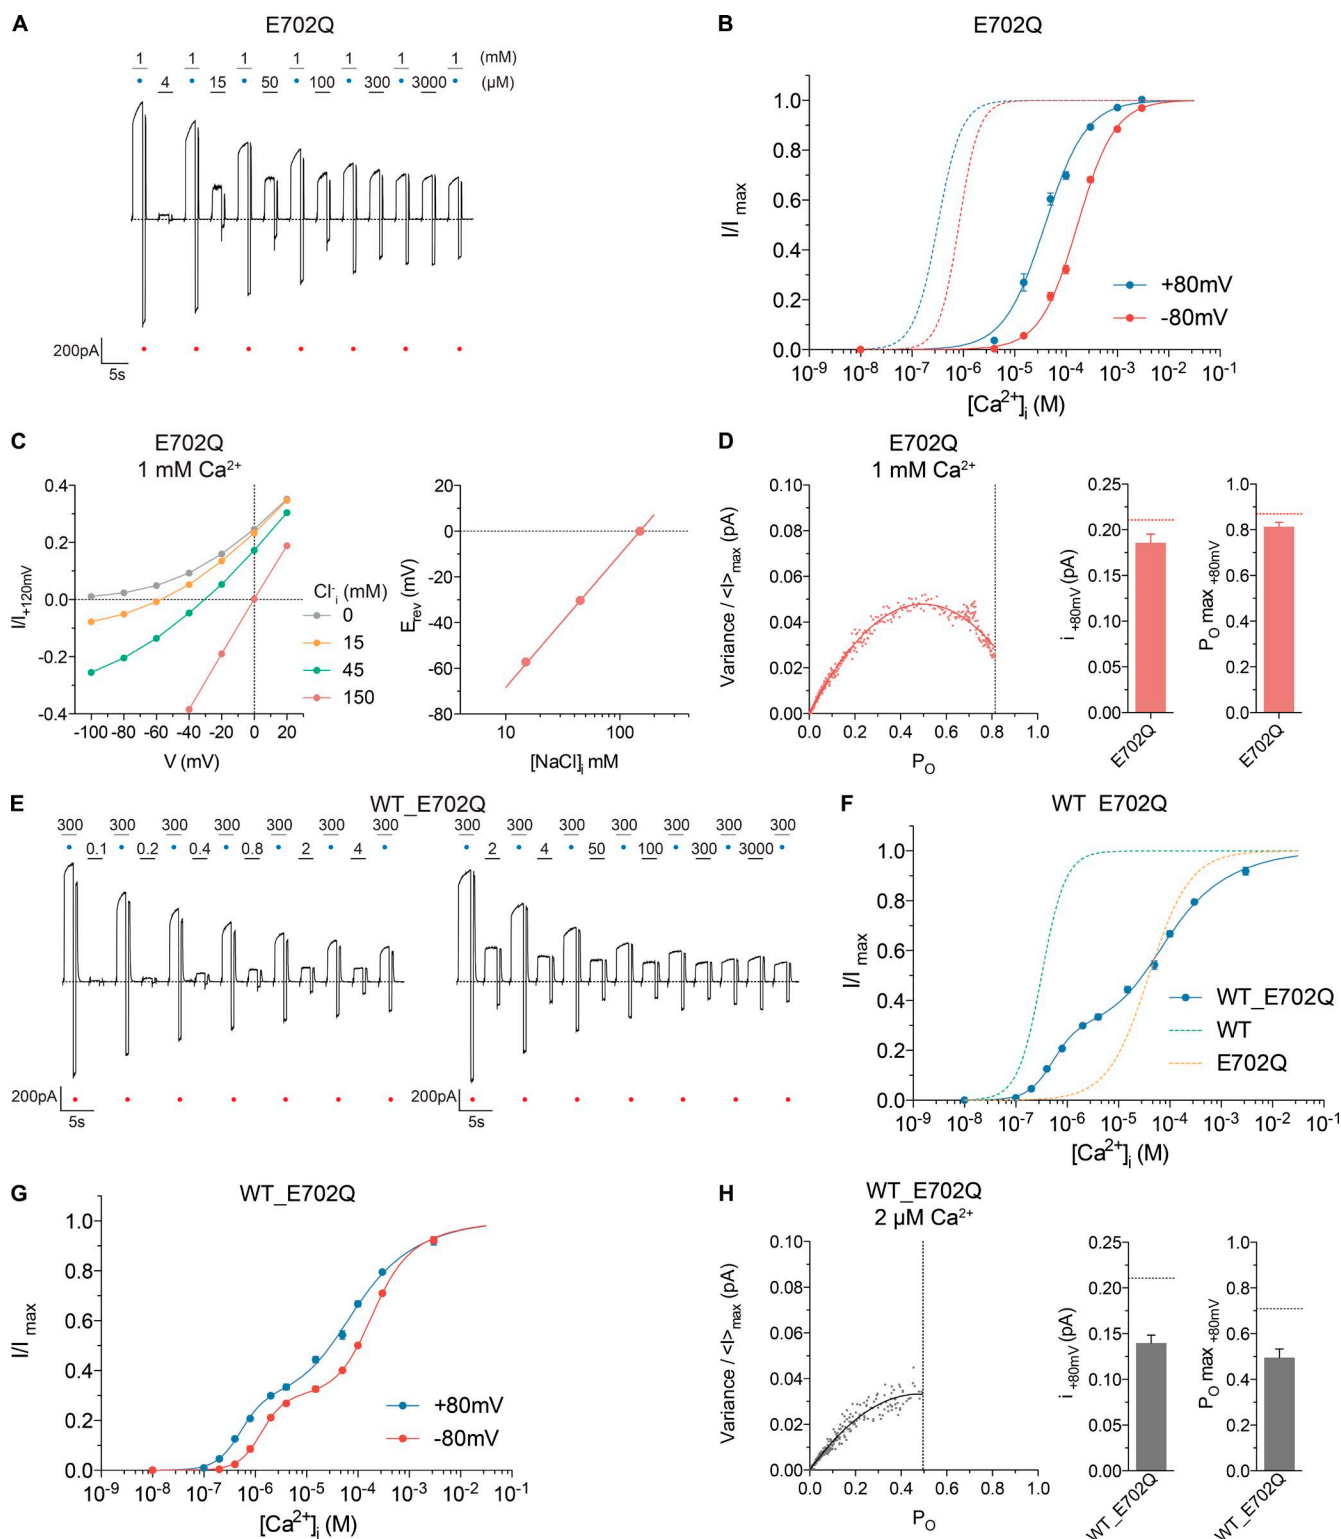 A
E702Q
1 1 1 1 1 1 1 (mM)
4 15 50 100 300 3000 (µM)
200pA
5s
B
E702Q
I/I max
1.0
0.8
0.6
0.4
0.2
0.0
+80mV
-80mV
10-9 10-8 10-7 10-6 10-5 10-4 10-3 10-2 10-1
[Ca2+]i (M)
C
E702Q
1 mM Ca2+
I/I+120mV
0.4
0.2
0.0
-0.2
-0.4
Cl-i (mM)
0
15
45
150
-100 -80 -60 -40 -20 0 20
V (mV)
Erev (mV)
20
0
-20
-40
-60
-80
10 100
[NaCl]i mM
D
E702Q
1 mM Ca2+
Variance / <I>max (pA)
0.10
0.08
0.06
0.04
0.02
0.00
0.0 0.2 0.4 0.6 0.8 1.0
PO
i +80mV (pA)
0.25
0.20
0.15
0.10
0.05
0.00
E702Q
PO max +80mV
1.0
0.8
0.6
0.4
0.2
0.0
E702Q
E
WT_E702Q
300 300 300 300 300 300 300
0.1 0.2 0.4 0.8 2 4
200pA
5s
300 300 300 300 300 300 300
2 4 50 100 300 3000
200pA
5s
F
WT E702Q
I/I max
1.0
0.8
0.6
0.4
0.2
0.0
WT_E702Q
WT
E702Q
10-9 10-8 10-7 10-6 10-5 10-4 10-3 10-2 10-1
[Ca2+]i (M)
G
WT_E702Q
I/I max
1.0
0.8
0.6
0.4
0.2
0.0
+80mV
-80mV
10-9 10-8 10-7 10-6 10-5 10-4 10-3 10-2 10-1
[Ca2+]i (M)
H
WT_E702Q
2 µM Ca2+
Variance / <I>max (pA)
0.10
0.08
0.06
0.04
0.02
0.00
0.0 0.2 0.4 0.6 0.8 1.0
PO
i +80mV (pA)
0.25
0.20
0.15
0.10
0.05
0.00
WT_E702Q
PO max +80mV
1.0
0.8
0.6
0.4
0.2
0.0
WT_E702Q